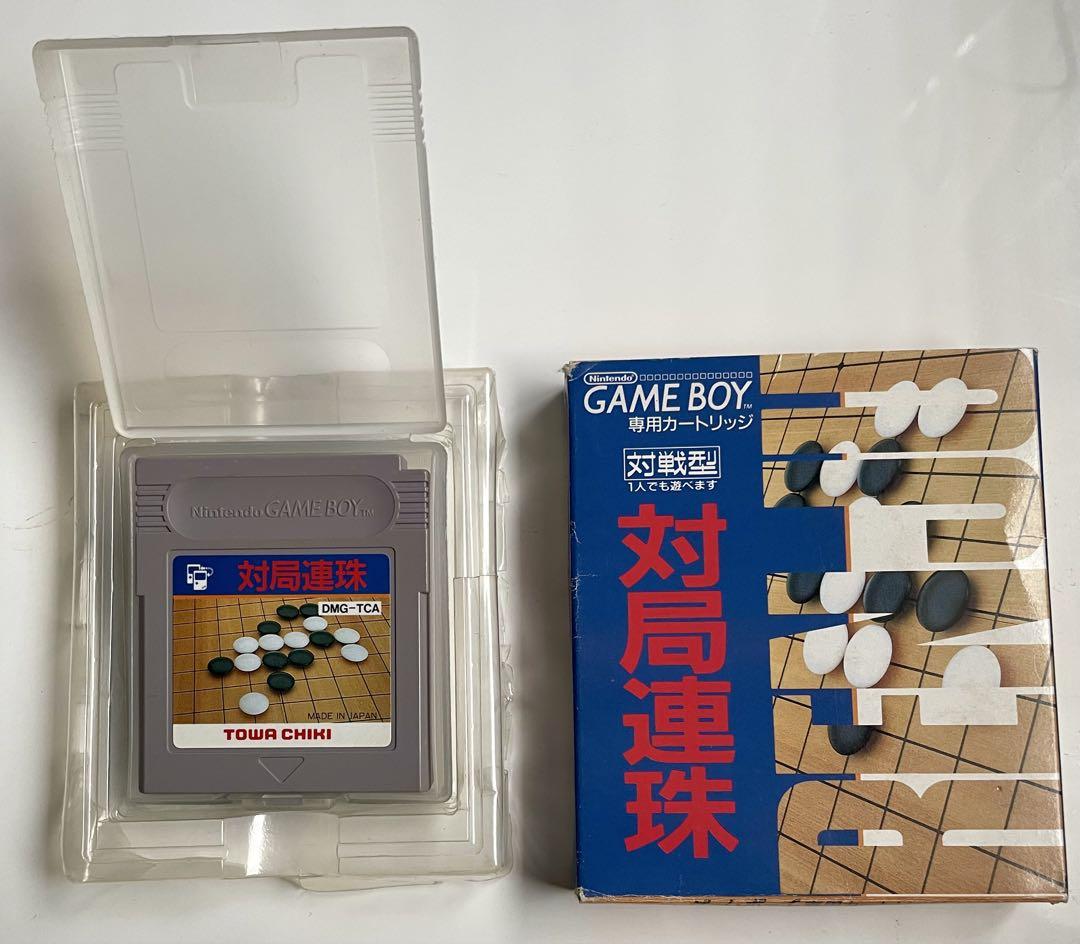 Nintendo GAME BOY TM
対局連珠
DMG-TCA
MADE IN JAPAN
TOWA CHIKI
Nintendo
GAME BOY TM
専用カートリッジ
対戦型
1人でも遊べます
対局連珠